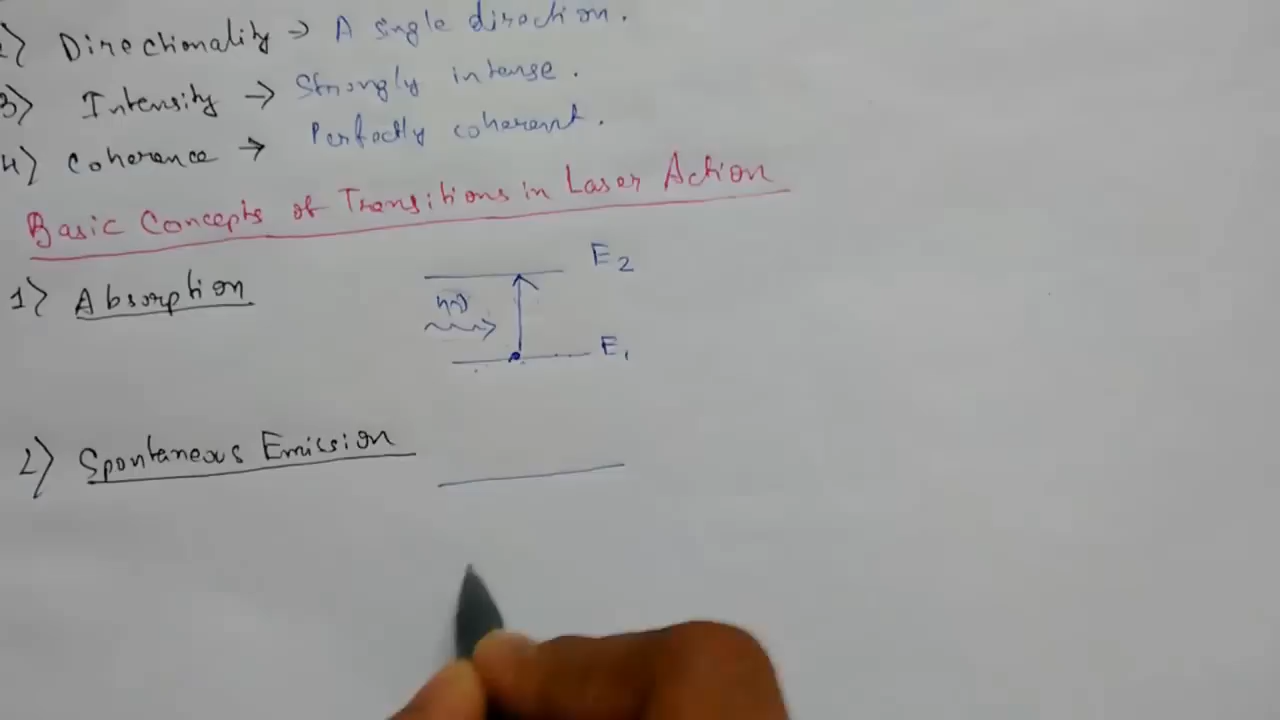 2) Directionality → A single direction.
3) Intensity → Strongly intense.
4) Coherence → Perfectly coherent.
Basic Concepts of Transitions in Laser Action
1) Absorption
E2
hν
E1
2) Spontaneous Emission